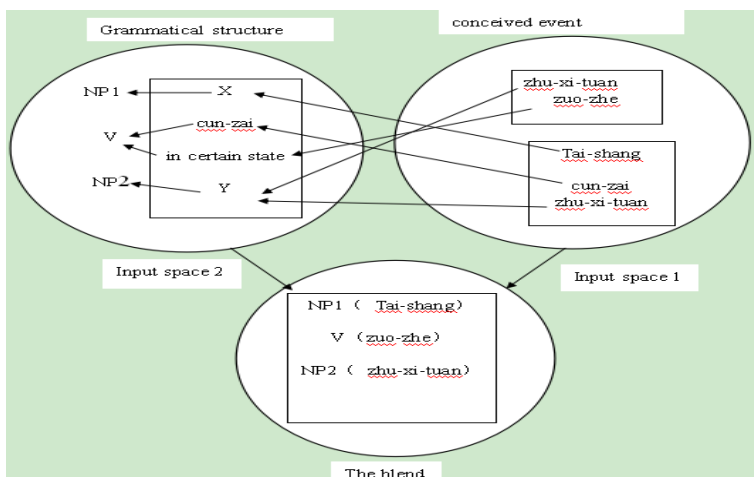 Grammatical structure
conceived event
NP1
X
V
cun-zai
in certain state
NP2
Y
zhu-xi-tuan
zuo-zhe
Tai-shang
cun-zai
zhu-xi-tuan
Input space 2
Input space 1
NP1 ( Tai-shang)
V (zuo-zhe)
NP2 ( zhu-xi-tuan)
The blend